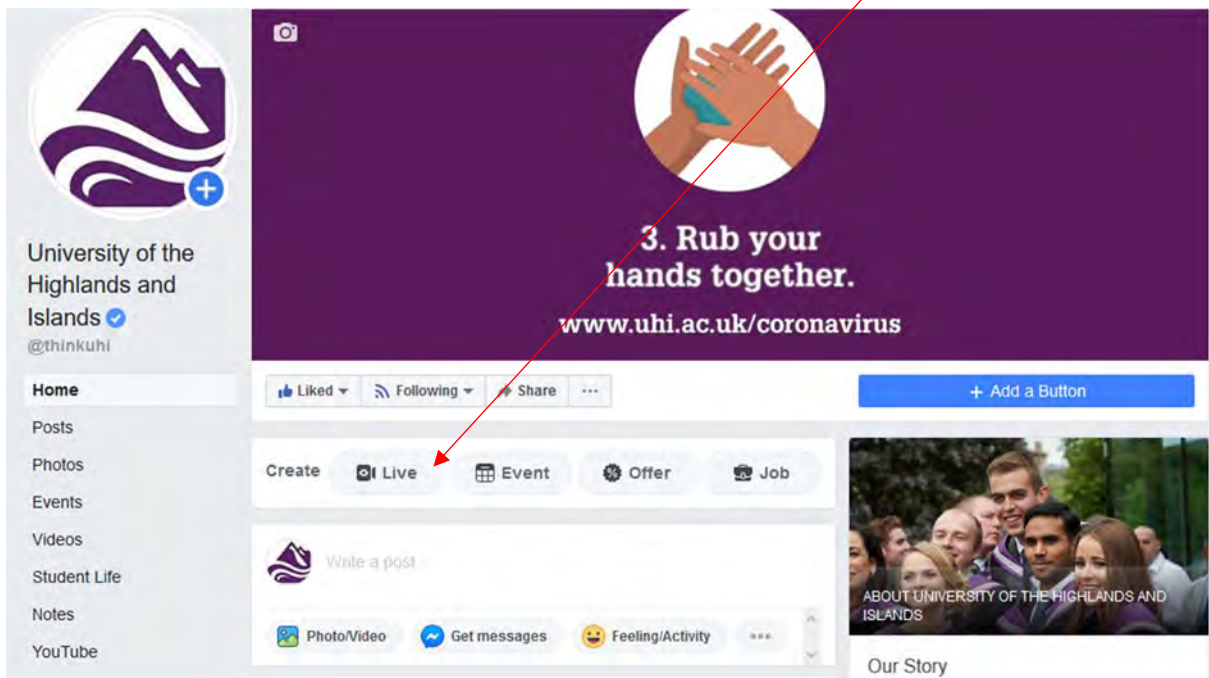 3. Rub your
hands together.
www.uhi.ac.uk/coronavirus
University of the
Highlands and
Islands
@thinkuhi
Home
Posts
Photos
Events
Videos
Student Life
Notes
YouTube
Liked
Following
Share
+ Add a Button
Create Live Event Offer Job
Write a post
Photo/Video Get messages Feeling/Activity
ABOUT UNIVERSITY OF THE HIGHLANDS AND
ISLANDS
Our Story